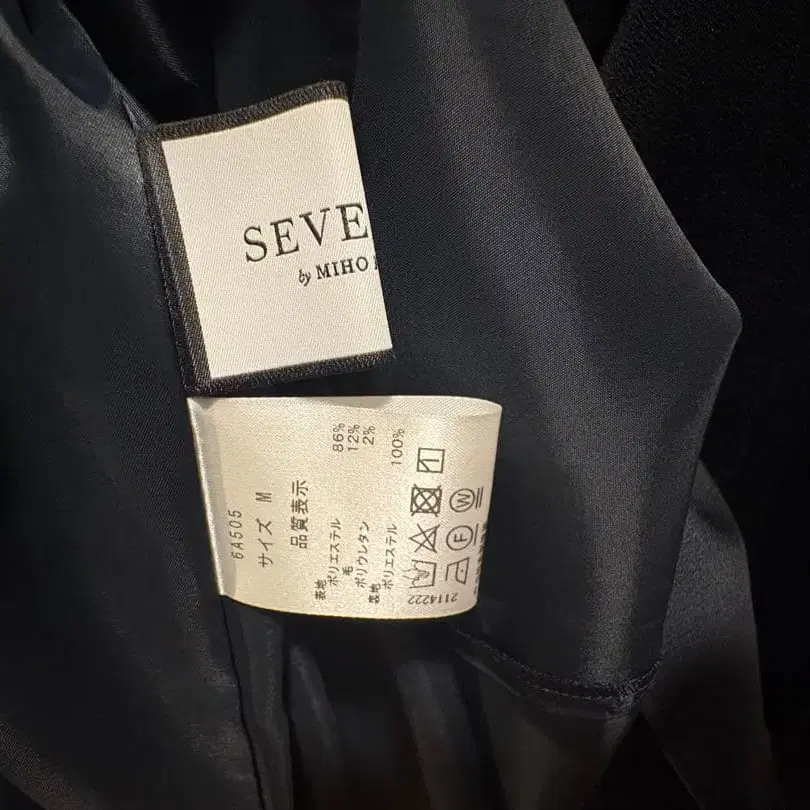 SEVE
by MIHO
6A505
サイズ M
品質表示
表地
ポリエステル 86%
毛 12%
ポリウレタン 2%
裏地
ポリエステル 100%
W
F
2114222